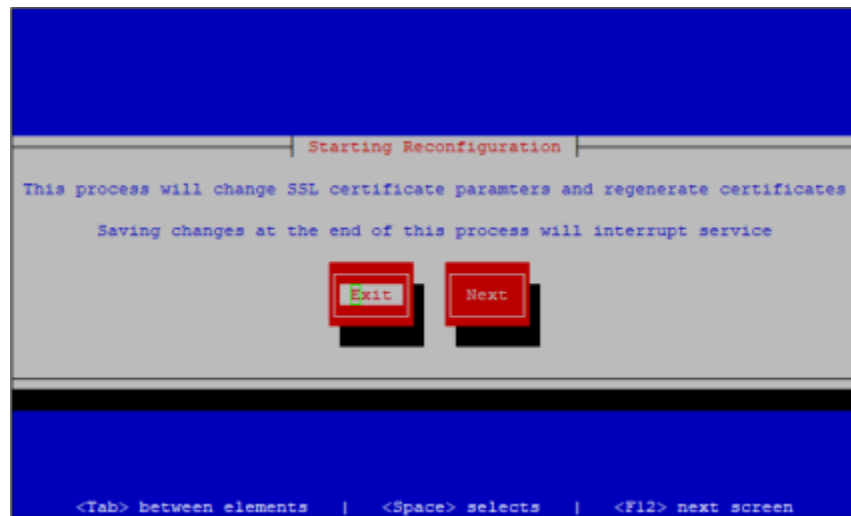 Starting Reconfiguration
This process will change SSL certificate paramters and regenerate certificates
Saving changes at the end of this process will interrupt service
Exit Next
<Tab> between elements | <Space> selects | <F12> next screen